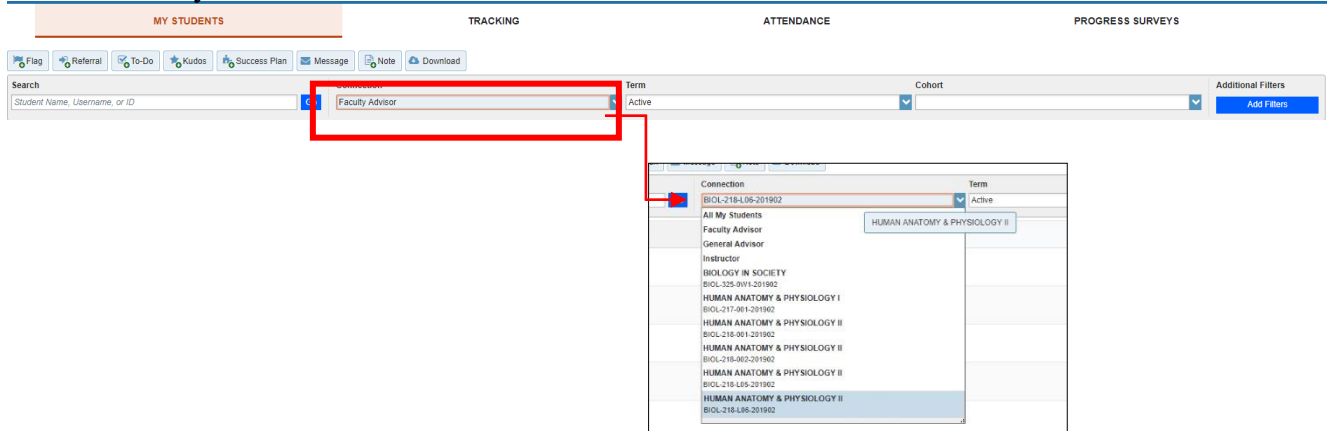 MY STUDENTS TRACKING ATTENDANCE PROGRESS SURVEYS
Flag Referral To-Do Kudos Success Plan Message Note Download
Search Connection Term Cohort Additional Filters
Student Name, Username, or ID Go Faculty Advisor Active Add Filters
Connection Term
BIOL-218-L06-201902 Active
All My Students
HUMAN ANATOMY & PHYSIOLOGY II
Faculty Advisor
General Advisor
Instructor
BIOLOGY IN SOCIETY
BIOL-325-0W1-201902
HUMAN ANATOMY & PHYSIOLOGY I
BIOL-217-001-201902
HUMAN ANATOMY & PHYSIOLOGY II
BIOL-218-001-201902
HUMAN ANATOMY & PHYSIOLOGY II
BIOL-218-002-201902
HUMAN ANATOMY & PHYSIOLOGY II
BIOL-218-L05-201902
HUMAN ANATOMY & PHYSIOLOGY II
BIOL-218-L06-201902